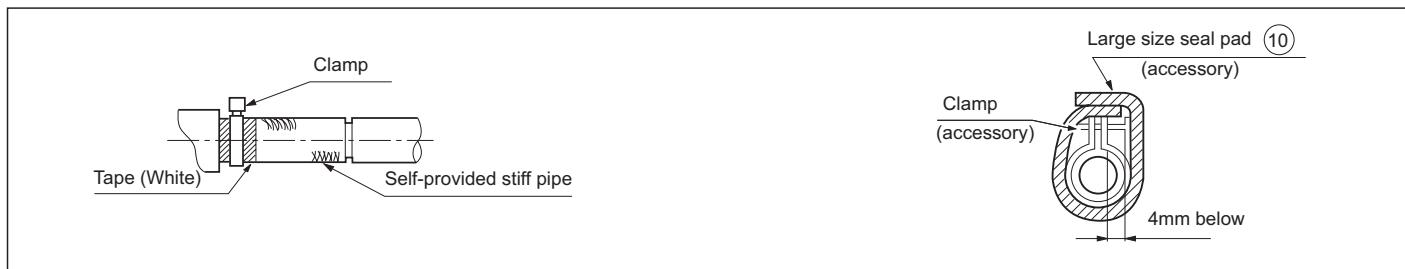 Clamp
Tape (White)
Self-provided stiff pipe
Large size seal pad ⑩
(accessory)
Clamp
(accessory)
4mm below